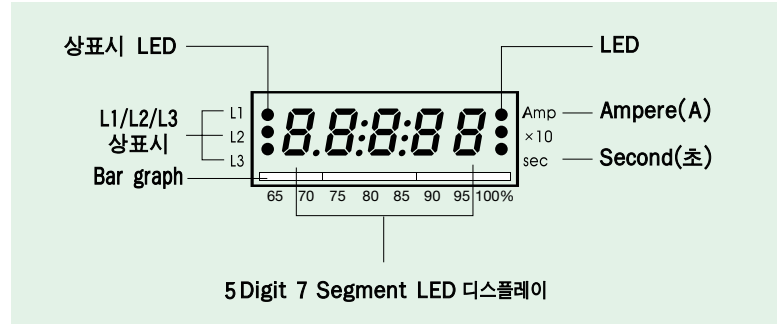 상표시 LED
LED
L1/L2/L3
상표시
L1
L2
L3
8.8:8:8 8
Amp
×10
sec
Ampere(A)
Second(초)
Bar graph
65 70 75 80 85 90 95 100%
5 Digit 7 Segment LED 디스플레이